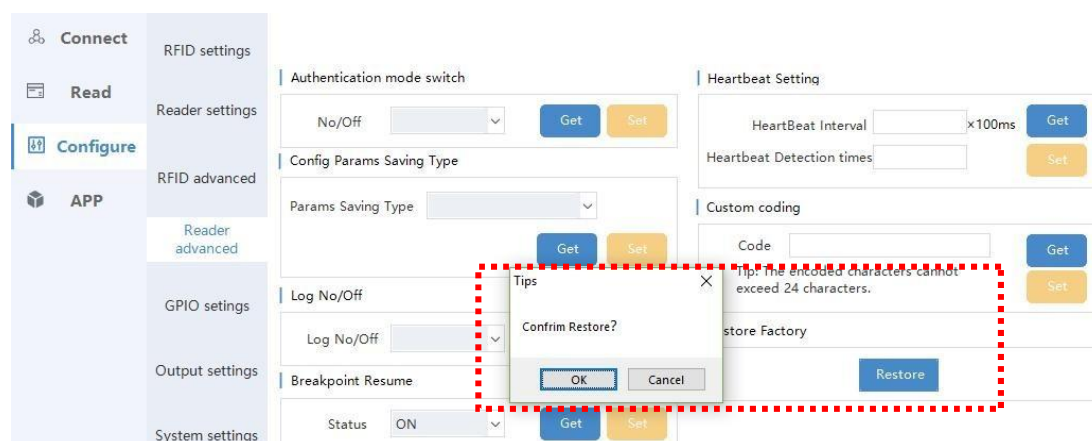 Connect
Read
Configure
APP
RFID settings
Reader settings
RFID advanced
Reader
advanced
GPIO setings
Output settings
System settings
Authentication mode switch
No/Off
Get
Set
Config Params Saving Type
Params Saving Type
Get
Set
Log No/Off
Log No/Off
Breakpoint Resume
Status ON
Get
Set
Heartbeat Setting
HeartBeat Interval ×100ms
Get
Heartbeat Detection times
Set
Custom coding
Code
Get
Tip: The encoded characters cannot
exceed 24 characters.
Set
store Factory
Restore
Tips
Confrim Restore?
OK
Cancel